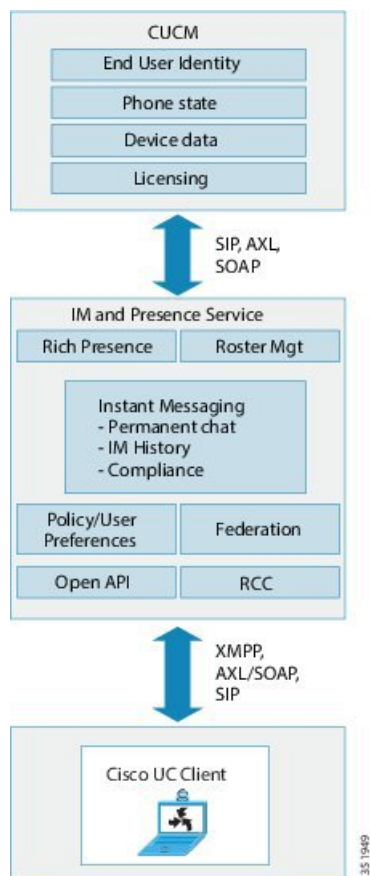 CUCM
End User Identity
Phone state
Device data
Licensing
SIP, AXL,
SOAP
IM and Presence Service
Rich Presence
Roster Mgt
Instant Messaging
- Permanent chat
- IM History
- Compliance
Policy/User
Preferences
Federation
Open API
RCC
XMPP,
AXL/SOAP,
SIP
Cisco UC Client
351949